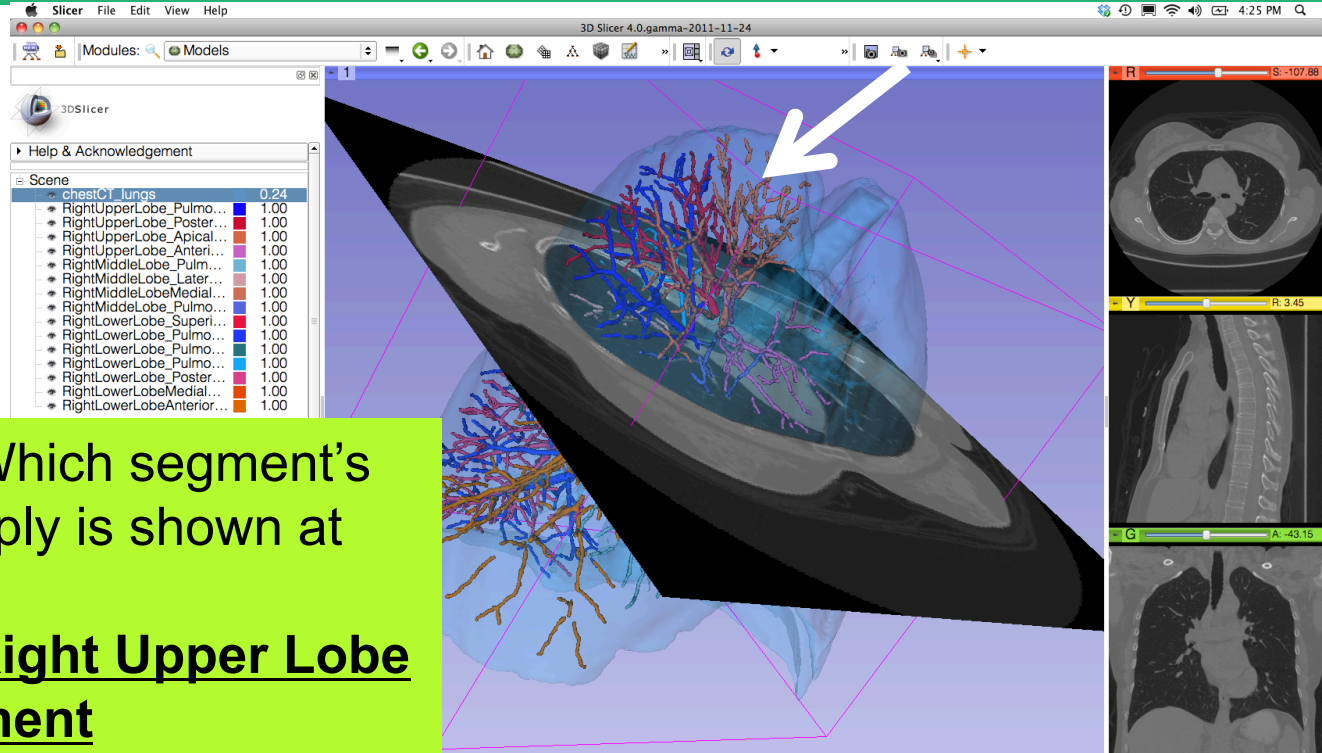 Slicer File Edit View Help
4:25 PM
3D Slicer 4.0.gamma-2011-11-24
Modules: Models
» » »
1
R S: -107.88
3DSlicer
Help & Acknowledgement
Scene
chestCT_lungs 0.24
RightUpperLobe_Pulmo... 1.00
RightUpperLobe_Poster... 1.00
RightUpperLobe_Apical... 1.00
RightUpperLobe_Anteri... 1.00
RightMiddleLobe_Pulm... 1.00
RightMiddleLobe_Later... 1.00
RightMiddleLobeMedial... 1.00
RightMiddeLobe_Pulmo... 1.00
RightLowerLobe_Superi... 1.00
RightLowerLobe_Pulmo... 1.00
RightLowerLobe_Pulmo... 1.00
RightLowerLobe_Pulmo... 1.00
RightLowerLobe_Poster... 1.00
RightLowerLobeMedial... 1.00
RightLowerLobeAnterior... 1.00
Y R: 3.45
G A: -43.15
Which segment’s
ply is shown at
ight Upper Lobe
ment